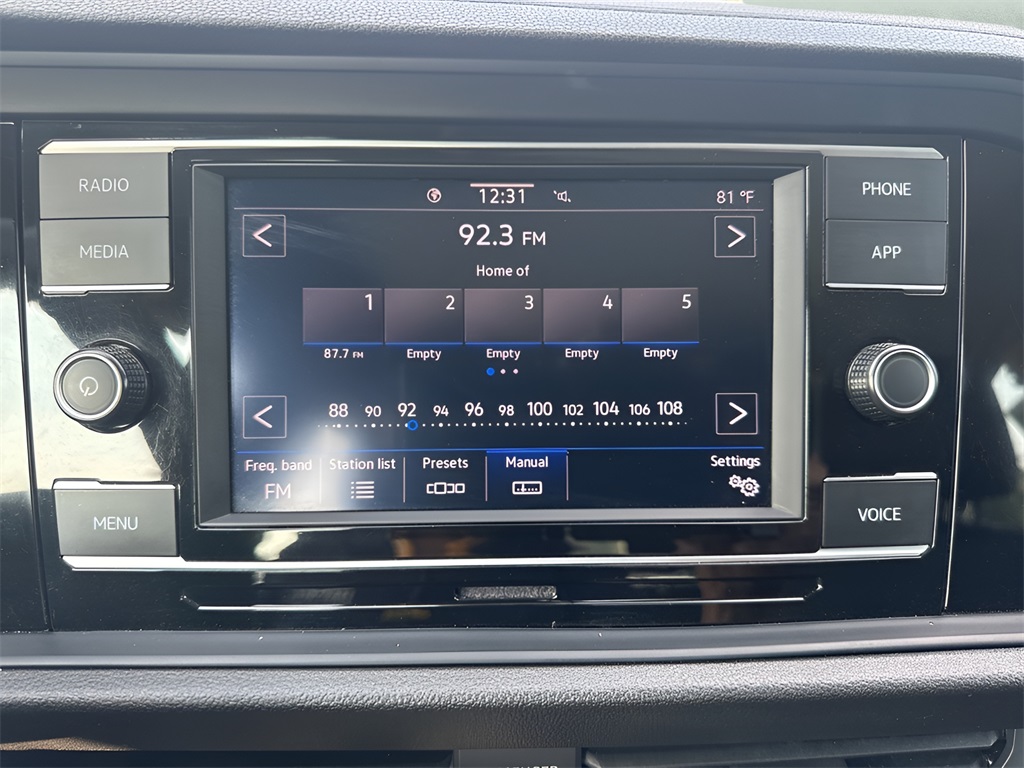 RADIO
MEDIA
MENU
PHONE
APP
VOICE
12:31
81 °F
92.3 FM
Home of
1 2 3 4 5
87.7 FM Empty Empty Empty Empty
88 90 92 94 96 98 100 102 104 106 108
Freq. band Station list Presets Manual Settings
FM